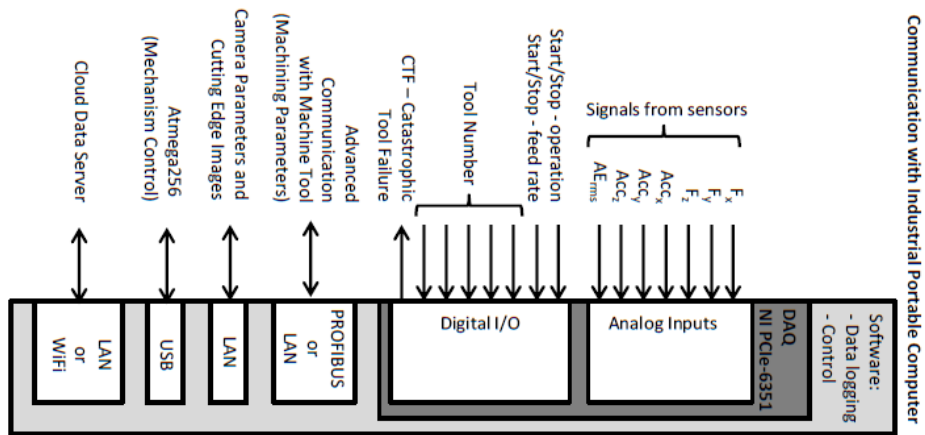 Communication with Industrial Portable Computer
Software:
- Data logging
- Control
DAQ
NI PCIe-6351
Signals from sensors
Fx
Fy
Fz
Accx
Accy
Accz
AErms
Analog Inputs
Start/Stop - operation
Start/Stop - feed rate
Tool Number
CTF – Catastrophic
Tool Failure
Digital I/O
Advanced
Communication
with Machine Tool
(Machining Parameters)
PROFIBUS
or
LAN
Camera Parameters and
Cutting Edge Images
LAN
Atmega256
(Mechanism Control)
USB
Cloud Data Server
LAN
or
WiFi